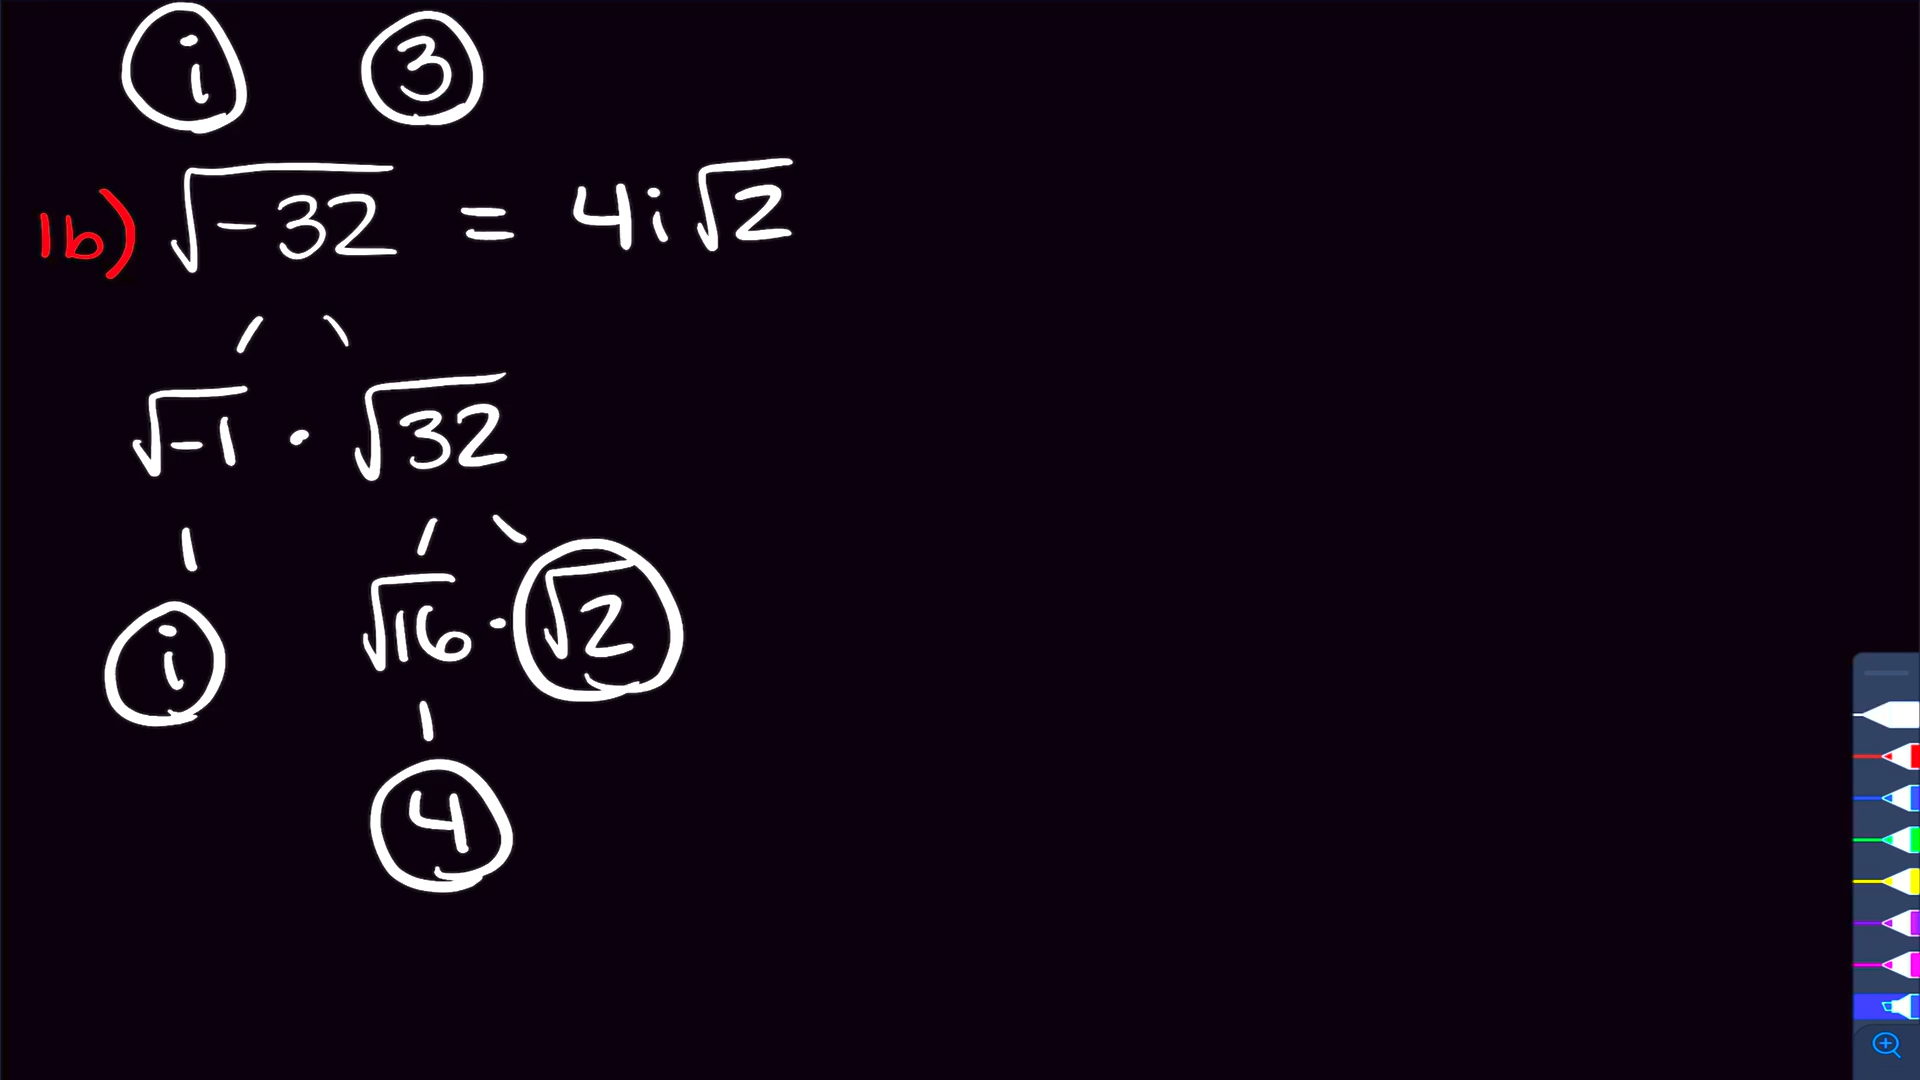 i 3
1b) √-32 = 4i√2
√-1 · √32
i √16 · √2
4